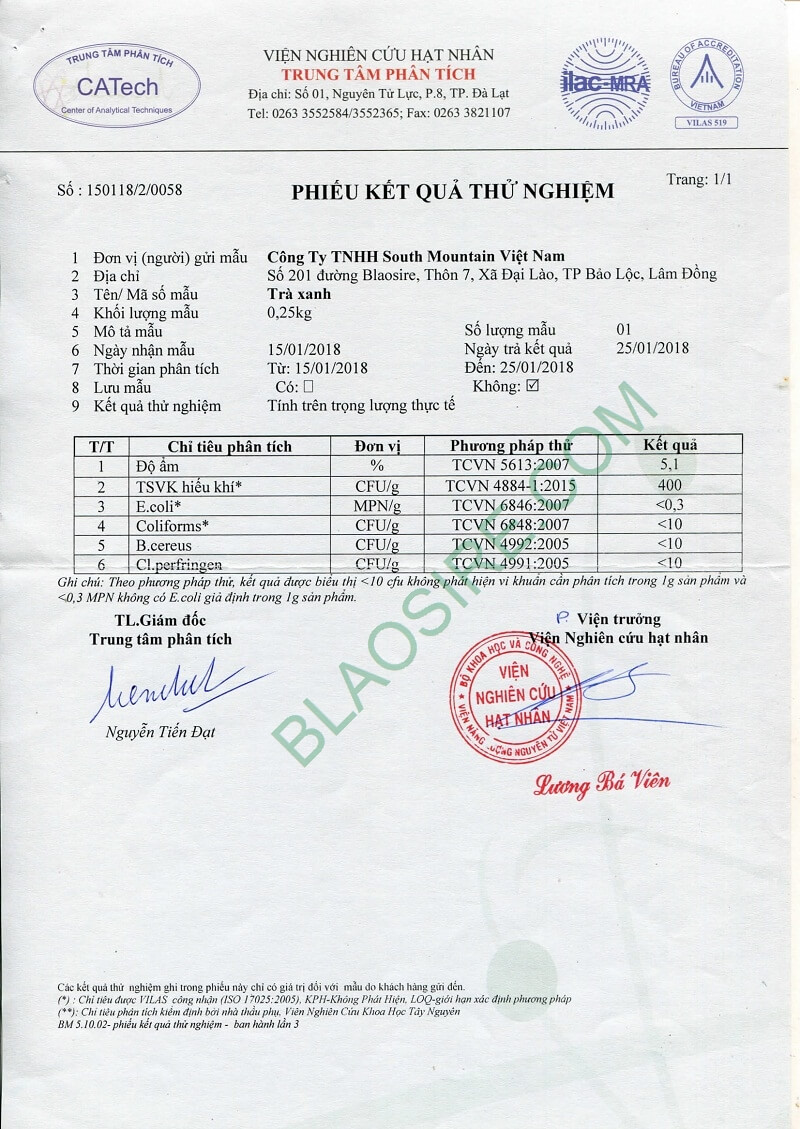 TRUNG TÂM PHÂN TÍCH
CATech
Center of Analytical Techniques
VIỆN NGHIÊN CỨU HẠT NHÂN
TRUNG TÂM PHÂN TÍCH
Địa chỉ: Số 01, Nguyên Tử Lực, P.8, TP. Đà Lạt
Tel: 0263 3552584/3552365; Fax: 0263 3821107
ilac-MRA
BUREAU OF ACCREDITATION
VIETNAM
VILAS 519
Số : 150118/2/0058
PHIẾU KẾT QUẢ THỬ NGHIỆM
Trang: 1/1
1 Đơn vị (người) gửi mẫu Công Ty TNHH South Mountain Việt Nam
2 Địa chỉ Số 201 đường Blaosire, Thôn 7, Xã Đại Lào, TP Bảo Lộc, Lâm Đồng
3 Tên/ Mã số mẫu Trà xanh
4 Khối lượng mẫu 0,25kg
5 Mô tả mẫu Số lượng mẫu 01
6 Ngày nhận mẫu 15/01/2018 Ngày trả kết quả 25/01/2018
7 Thời gian phân tích Từ: 15/01/2018 Đến: 25/01/2018
8 Lưu mẫu Có: ☐ Không: ☑
9 Kết quả thử nghiệm Tính trên trọng lượng thực tế
T/T Chỉ tiêu phân tích Đơn vị Phương pháp thử Kết quả
1 Độ ẩm % TCVN 5613:2007 5,1
2 TSVK hiếu khí* CFU/g TCVN 4884-1:2015 400
3 E.coli* MPN/g TCVN 6846:2007 <0,3
4 Coliforms* CFU/g TCVN 6848:2007 <10
5 B.cereus CFU/g TCVN 4992:2005 <10
6 Cl.perfringen CFU/g TCVN 4991:2005 <10
Ghi chú: Theo phương pháp thử, kết quả được biểu thị <10 cfu không phát hiện vi khuẩn cần phân tích trong 1g sản phẩm và
<0,3 MPN không có E.coli giả định trong 1g sản phẩm.
TL.Giám đốc
Trung tâm phân tích
Nguyễn Tiến Đạt
P. Viện trưởng
Viện Nghiên cứu hạt nhân
BỘ KHOA HỌC VÀ CÔNG NGHỆ
VIỆN
NGHIÊN CỨU
HẠT NHÂN
VIỆN NĂNG LƯỢNG NGUYÊN TỬ VIỆT NAM
Lương Bá Viên
BLAOSIRE.COM
Các kết quả thử nghiệm ghi trong phiếu này chỉ có giá trị đối với mẫu do khách hàng gửi đến.
(*) : Chỉ tiêu được VILAS công nhận (ISO 17025:2005), KPH-Không Phát Hiện, LOQ-giới hạn xác định phương pháp
(**): Chỉ tiêu phân tích kiểm định bởi nhà thầu phụ, Viên Nghiên Cứu Khoa Học Tây Nguyên
BM 5.10.02- phiếu kết quả thử nghiệm - ban hành lần 3